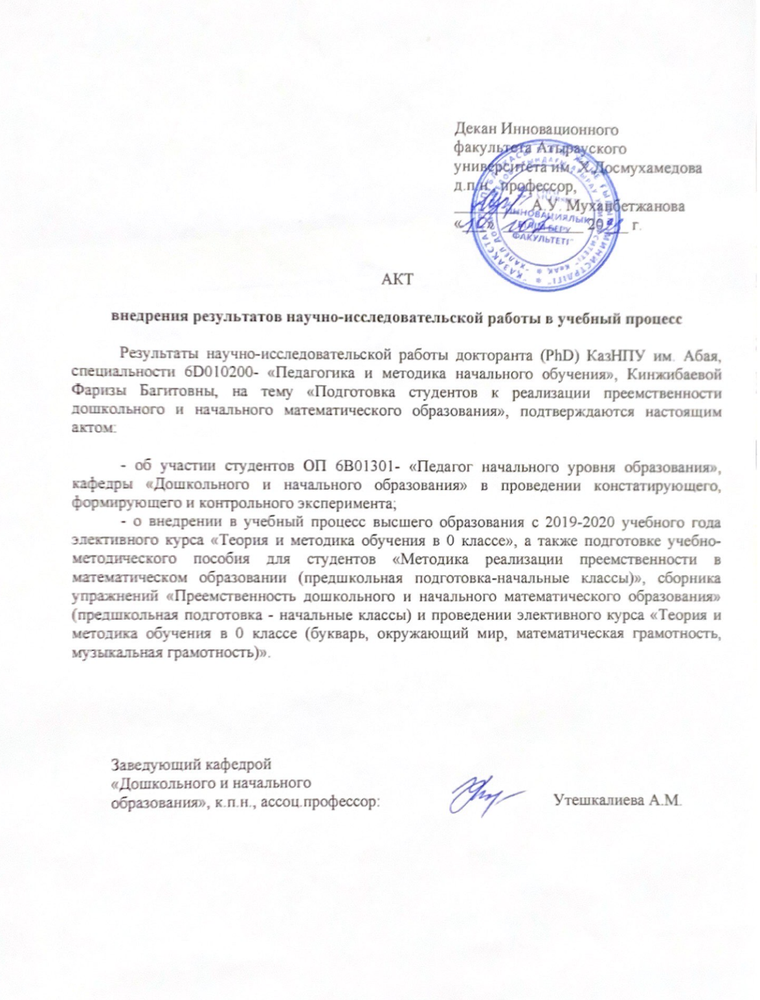 Декан Инновационного
факультета Атырауского
университета им. Х.Досмухамедова
д.п.н., профессор,
А.У. Муханбетжанова
«10» 20 г.
ИННОВАЦИЯЛЫҚ
БІЛІМ БЕРУ
ФАКУЛЬТЕТІ"
АКТ
внедрения результатов научно-исследовательской работы в учебный процесс
Результаты научно-исследовательской работы докторанта (PhD) КазНПУ им. Абая,
специальности 6D010200- «Педагогика и методика начального обучения», Кинжибаевой
Фаризы Багитовны, на тему «Подготовка студентов к реализации преемственности
дошкольного и начального математического образования», подтверждаются настоящим
актом:
- об участии студентов ОП 6В01301- «Педагог начального уровня образования»,
кафедры «Дошкольного и начального образования» в проведении констатирующего,
формирующего и контрольного эксперимента;
- о внедрении в учебный процесс высшего образования с 2019-2020 учебного года
элективного курса «Теория и методика обучения в 0 классе», а также подготовке учебно-
методического пособия для студентов «Методика реализации преемственности в
математическом образовании (предшкольная подготовка-начальные классы)», сборника
упражнений «Преемственность дошкольного и начального математического образования»
(предшкольная подготовка - начальные классы) и проведении элективного курса «Теория и
методика обучения в 0 классе (букварь, окружающий мир, математическая грамотность,
музыкальная грамотность)».
Заведующий кафедрой
«Дошкольного и начального
образования», к.п.н., ассоц.профессор:
Утешкалиева А.М.